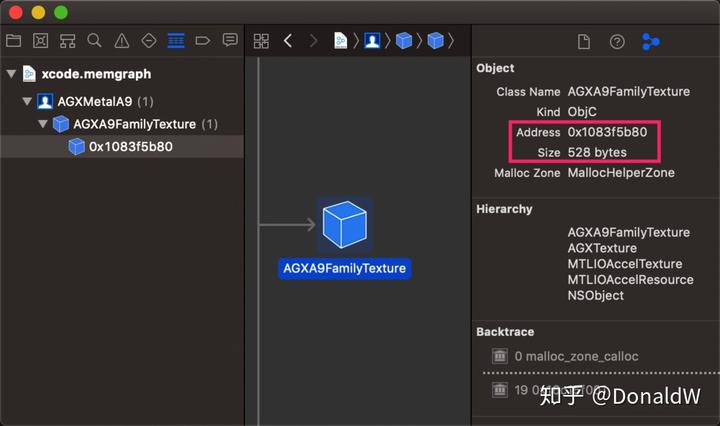 xcode.memgraph
AGXMetalA9 (1)
AGXA9FamilyTexture (1)
0x1083f5b80
AGXA9FamilyTexture
Object
Class Name AGXA9FamilyTexture
Kind ObjC
Address 0x1083f5b80
Size 528 bytes
Malloc Zone MallocHelperZone
Hierarchy
AGXA9FamilyTexture
AGXTexture
MTLIOAccelTexture
MTLIOAccelResource
NSObject
Backtrace
0 malloc_zone_calloc
19
知乎 @DonaldW